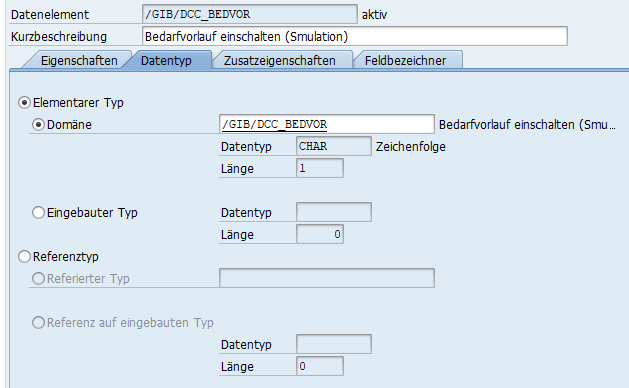 Datenelement /GIB/DCC_BEDVOR aktiv
Kurzbeschreibung Bedarfvorlauf einschalten (Smulation)
Eigenschaften Datentyp Zusatzeigenschaften Feldbezeichner
Elementarer Typ
Domäne /GIB/DCC_BEDVOR Bedarfvorlauf einschalten (Smu...
Datentyp CHAR Zeichenfolge
Länge 1
Eingebauter Typ Datentyp
Länge 0
Referenztyp
Referierter Typ
Referenz auf eingebauten Typ
Datentyp
Länge 0